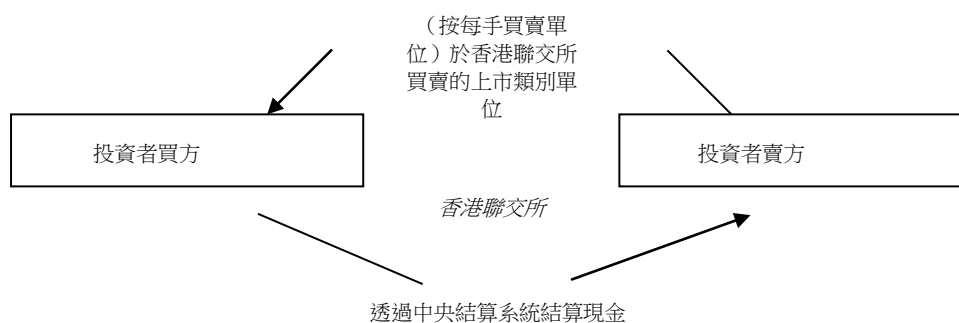 （按每手買賣單
位）於香港聯交所
買賣的上市類別單
位
投資者買方
投資者賣方
香港聯交所
透過中央結算系統結算現金